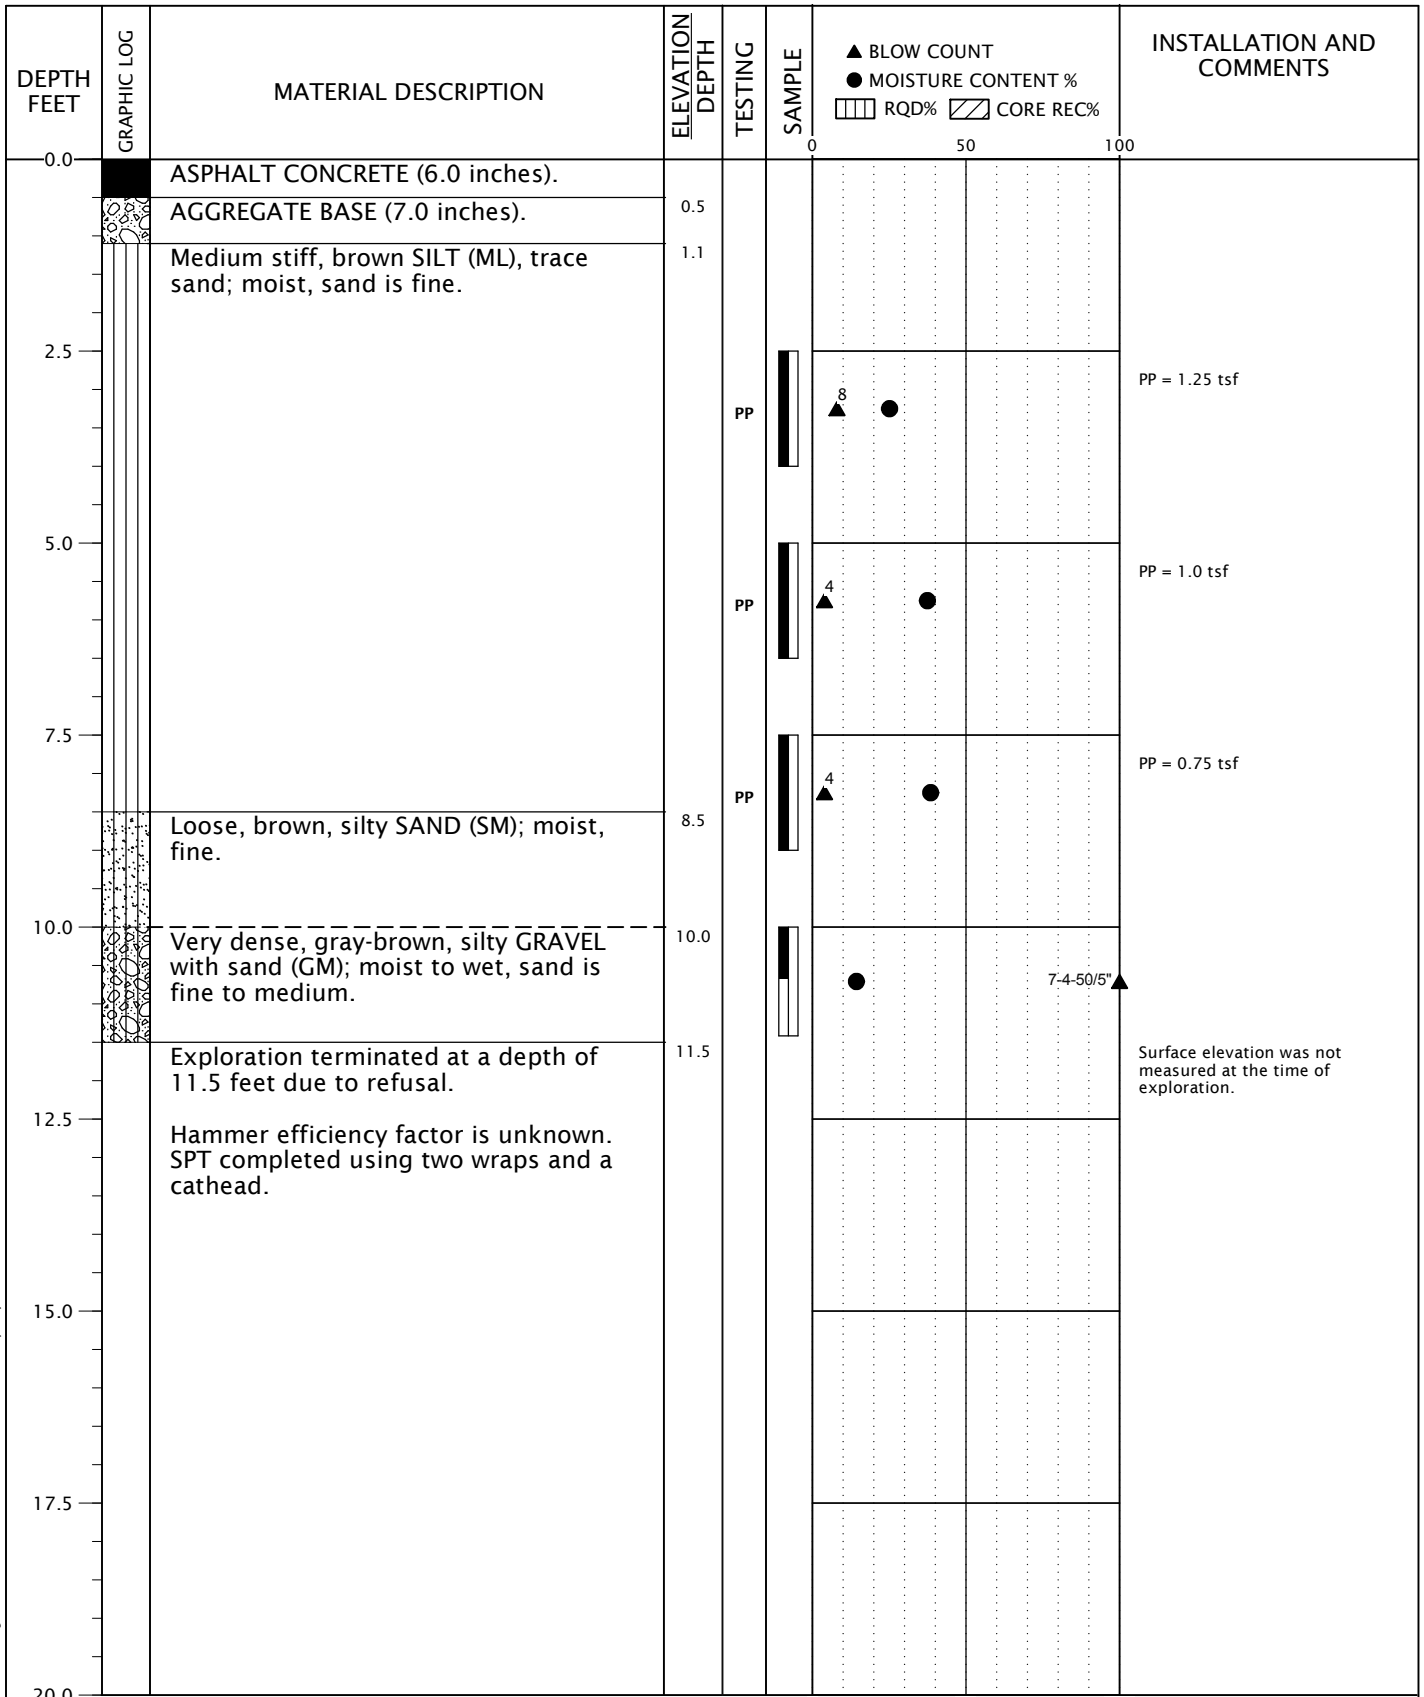 DEPTH
FEET
GRAPHIC LOG
MATERIAL DESCRIPTION
ELEVATION
DEPTH
TESTING
SAMPLE
▲ BLOW COUNT
● MOISTURE CONTENT %
RQD% CORE REC%
0 50 100
INSTALLATION AND
COMMENTS
0.0
ASPHALT CONCRETE (6.0 inches).
0.5
AGGREGATE BASE (7.0 inches).
1.1
Medium stiff, brown SILT (ML), trace
sand; moist, sand is fine.
2.5
PP = 1.25 tsf
8
PP
5.0
PP = 1.0 tsf
4
PP
7.5
PP = 0.75 tsf
4
PP
8.5
Loose, brown, silty SAND (SM); moist,
fine.
10.0
10.0
Very dense, gray-brown, silty GRAVEL
with sand (GM); moist to wet, sand is
fine to medium.
7-4-50/5"
11.5
Exploration terminated at a depth of
11.5 feet due to refusal.
Surface elevation was not
measured at the time of
exploration.
12.5
Hammer efficiency factor is unknown.
SPT completed using two wraps and a
cathead.
15.0
17.5
20.0